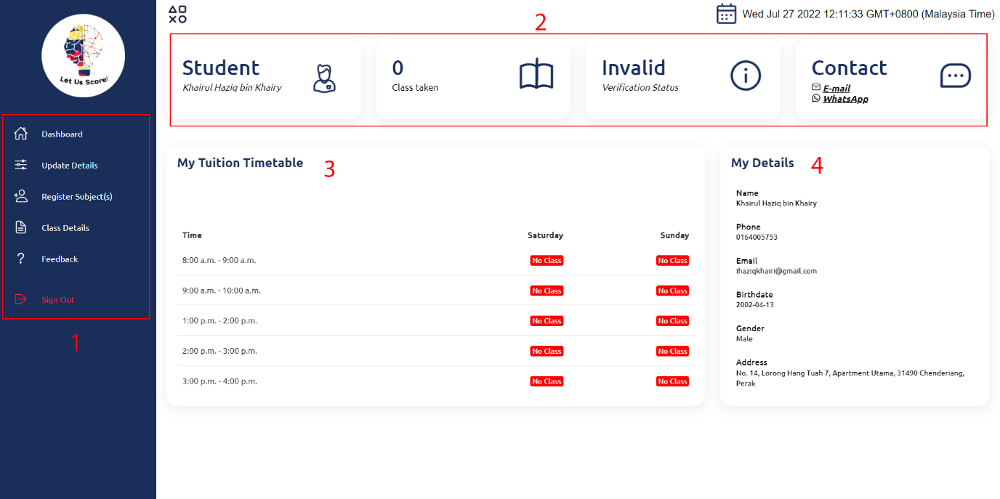 Let Us Score!
Dashboard
Update Details
Register Subject(s)
Class Details
Feedback
Sign Out
1
Wed Jul 27 2022 12:11:33 GMT+0800 (Malaysia Time)
2
Student
Khairul Haziq bin Khairy
0
Class taken
Invalid
Verification Status
Contact
E-mail
WhatsApp
My Tuition Timetable 3
Time Saturday Sunday
8:00 a.m. - 9:00 a.m. No Class No Class
9:00 a.m. - 10:00 a.m. No Class No Class
1:00 p.m. - 2:00 p.m. No Class No Class
2:00 p.m. - 3:00 p.m. No Class No Class
3:00 p.m. - 4:00 p.m. No Class No Class
My Details 4
Name
Khairul Haziq bin Khairy
Phone
0164005753
Email
ihaziqkhairi@gmail.com
Birthdate
2002-04-13
Gender
Male
Address
No. 14, Lorong Hang Tuah 7, Apartment Utama, 31490 Chenderiang,
Perak